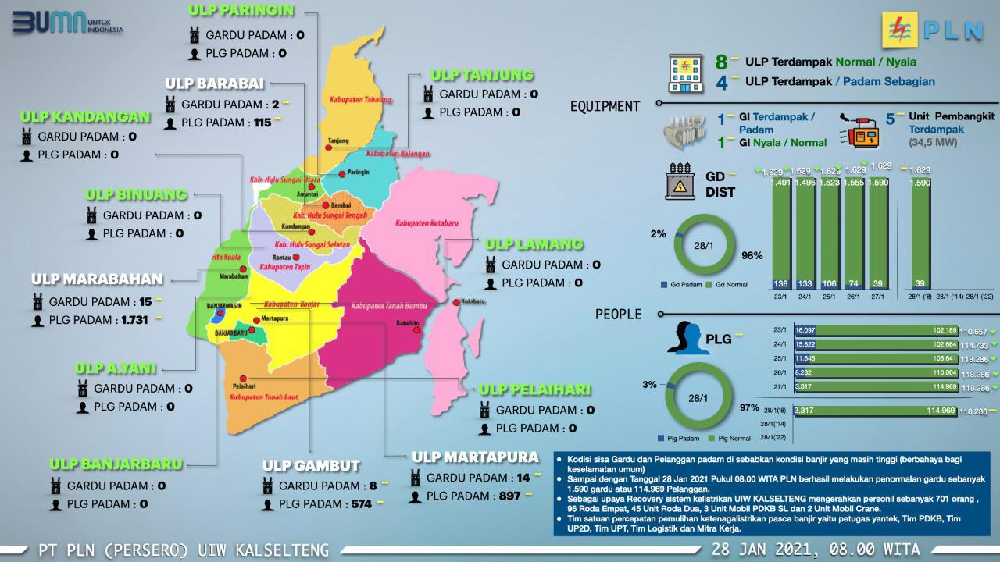 BUMN UNTUK INDONESIA
ULP PARINGIN
GARDU PADAM : 0
PLG PADAM : 0
ULP BARABAI
GARDU PADAM : 2
PLG PADAM : 115
ULP TANJUNG
GARDU PADAM : 0
PLG PADAM : 0
ULP KANDANGAN
GARDU PADAM : 0
PLG PADAM : 0
ULP BINUANG
GARDU PADAM : 0
PLG PADAM : 0
ULP LAMANG
GARDU PADAM : 0
PLG PADAM : 0
ULP MARABAHAN
GARDU PADAM : 15
PLG PADAM : 1.731
ULP A.YANI
GARDU PADAM : 0
PLG PADAM : 0
ULP PELAIHARI
GARDU PADAM : 0
PLG PADAM : 0
ULP BANJARBARU
GARDU PADAM : 0
PLG PADAM : 0
ULP GAMBUT
GARDU PADAM : 8
PLG PADAM : 574
ULP MARTAPURA
GARDU PADAM : 14
PLG PADAM : 897
Kabupaten Tabalong
Tanjung
Kabupaten Balangan
Paringin
Kab. Hulu Sungai Utara
Amuntai
Barabai
Kab. Hulu Sungai Tengah
Kandangan
Kab. Hulu Sungai Selatan
Kabupaten Kotabaru
rito Kuala
Rantau
Kabupaten Tapin
Marabahan
BANJARMASIN
Kabupaten Banjar
Martapura
BANJARBARU
Kabupatea Tanah Bumbu
Batulicin
Kotabaru
Pelaihari
Kabupaten Tanah Laut
PLN
8 ULP Terdampak Normal / Nyala
4 ULP Terdampak / Padam Sebagian
EQUIPMENT
1 GI Terdampak / Padam
1 GI Nyala / Normal
5 Unit Pembangkit
Terdampak
(34,5 MW)
GD
DIST
2%
28/1
98%
Gd Padam Gd Normal
1.629 1.629 1.629 1.629 1.629 1.629
1.491 1.496 1.523 1.555 1.590 1.590
138 133 106 74 39 39
23/1 24/1 25/1 26/1 27/1 28/1 ('8) 28/1 ('14) 28/1 ('22)
PEOPLE
PLG
3%
28/1
97%
Plg Padam Plg Normal
23/1 16.097 102.189 110.657
24/1 15.622 102.664 114.733
25/1 11.645 106.641 118.286
26/1 8.282 110.004 118.286
27/1 3.317 114.969 118.286
28/1('8) 3.317 114.969 118.286
28/1('14)
28/1('22)
Kodisi sisa Gardu dan Pelanggan padam di sebabkan kondisi banjir yang masih tinggi (berbahaya bagi
keselamatan umum)
Sampai dengan Tanggal 28 Jan 2021 Pukul 08.00 WITA PLN berhasil melakukan penormalan gardu sebanyak
1.590 gardu atau 114.969 Pelanggan.
Sebagai upaya Recovery sistem kelistrikan UIW KALSELTENG mengerahkan personil sebanyak 701 orang ,
96 Roda Empat, 45 Unit Roda Dua, 3 Unit Mobil PDKB SL dan 2 Unit Mobil Crane.
Tim satuan percepatan pemulihan ketenagalistrikan pasca banjir yaitu petugas yantek, Tim PDKB, Tim
UP2D, Tim UPT, Tim Logistik dan Mitra Kerja.
PT PLN (PERSERO) UIW KALSELTENG
28 JAN 2021, 08.00 WITA